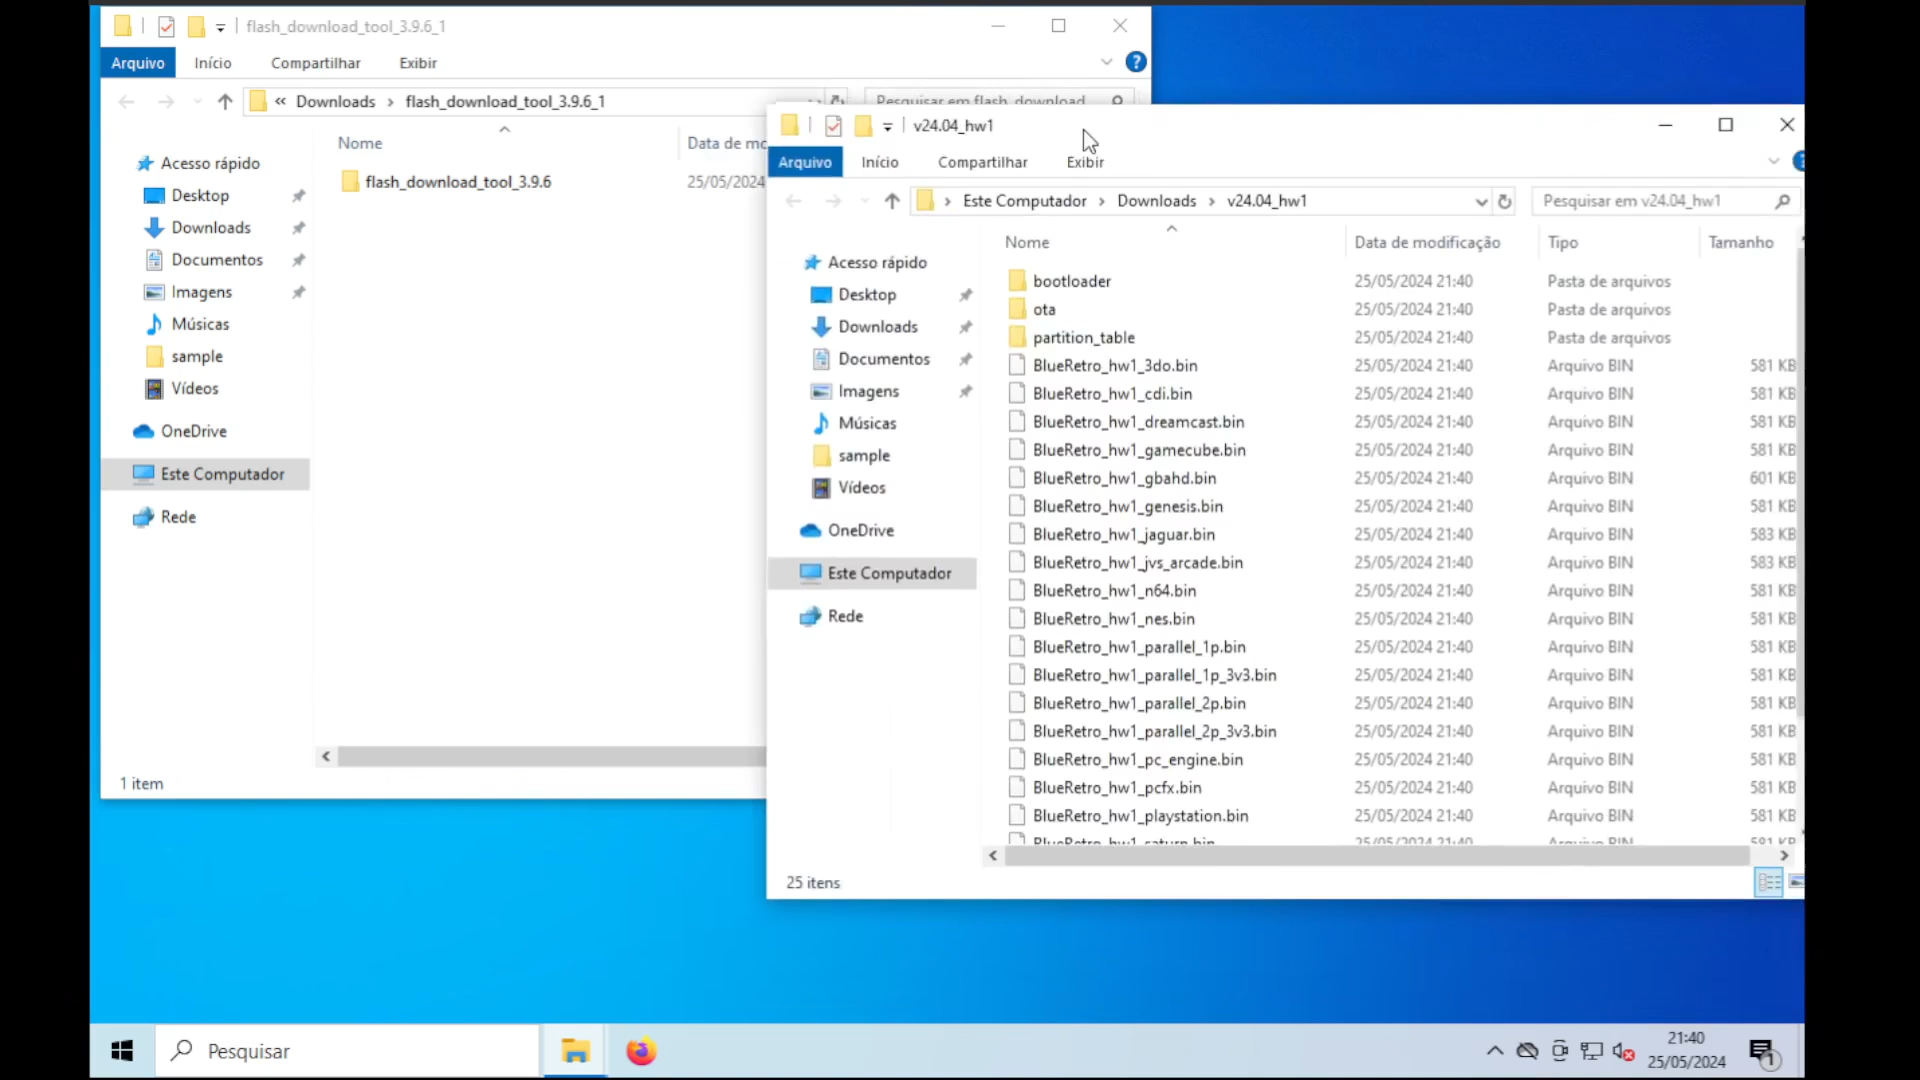 flash_download_tool_3.9.6_1
Arquivo Início Compartilhar Exibir
« Downloads › flash_download_tool_3.9.6_1
Pesquisar em flash_download
Nome Data de mo
flash_download_tool_3.9.6 25/05/2024
Acesso rápido
Desktop
Downloads
Documentos
Imagens
Músicas
sample
Vídeos
OneDrive
Este Computador
Rede
1 item
v24.04_hw1
Arquivo Início Compartilhar Exibir
› Este Computador › Downloads › v24.04_hw1
Pesquisar em v24.04_hw1
Acesso rápido
Desktop
Downloads
Documentos
Imagens
Músicas
sample
Vídeos
OneDrive
Este Computador
Rede
Nome Data de modificação Tipo Tamanho
bootloader 25/05/2024 21:40 Pasta de arquivos
ota 25/05/2024 21:40 Pasta de arquivos
partition_table 25/05/2024 21:40 Pasta de arquivos
BlueRetro_hw1_3do.bin 25/05/2024 21:40 Arquivo BIN 581 KB
BlueRetro_hw1_cdi.bin 25/05/2024 21:40 Arquivo BIN 581 KB
BlueRetro_hw1_dreamcast.bin 25/05/2024 21:40 Arquivo BIN 581 KB
BlueRetro_hw1_gamecube.bin 25/05/2024 21:40 Arquivo BIN 581 KB
BlueRetro_hw1_gbahd.bin 25/05/2024 21:40 Arquivo BIN 601 KB
BlueRetro_hw1_genesis.bin 25/05/2024 21:40 Arquivo BIN 581 KB
BlueRetro_hw1_jaguar.bin 25/05/2024 21:40 Arquivo BIN 583 KB
BlueRetro_hw1_jvs_arcade.bin 25/05/2024 21:40 Arquivo BIN 583 KB
BlueRetro_hw1_n64.bin 25/05/2024 21:40 Arquivo BIN 581 KB
BlueRetro_hw1_nes.bin 25/05/2024 21:40 Arquivo BIN 581 KB
BlueRetro_hw1_parallel_1p.bin 25/05/2024 21:40 Arquivo BIN 581 KB
BlueRetro_hw1_parallel_1p_3v3.bin 25/05/2024 21:40 Arquivo BIN 581 KB
BlueRetro_hw1_parallel_2p.bin 25/05/2024 21:40 Arquivo BIN 581 KB
BlueRetro_hw1_parallel_2p_3v3.bin 25/05/2024 21:40 Arquivo BIN 581 KB
BlueRetro_hw1_pc_engine.bin 25/05/2024 21:40 Arquivo BIN 581 KB
BlueRetro_hw1_pcfx.bin 25/05/2024 21:40 Arquivo BIN 581 KB
BlueRetro_hw1_playstation.bin 25/05/2024 21:40 Arquivo BIN 581 KB
BlueRetro_hw1_saturn.bin 25/05/2024 21:40 Arquivo BIN 581 KB
25 itens
Pesquisar
21:40
25/05/2024
1